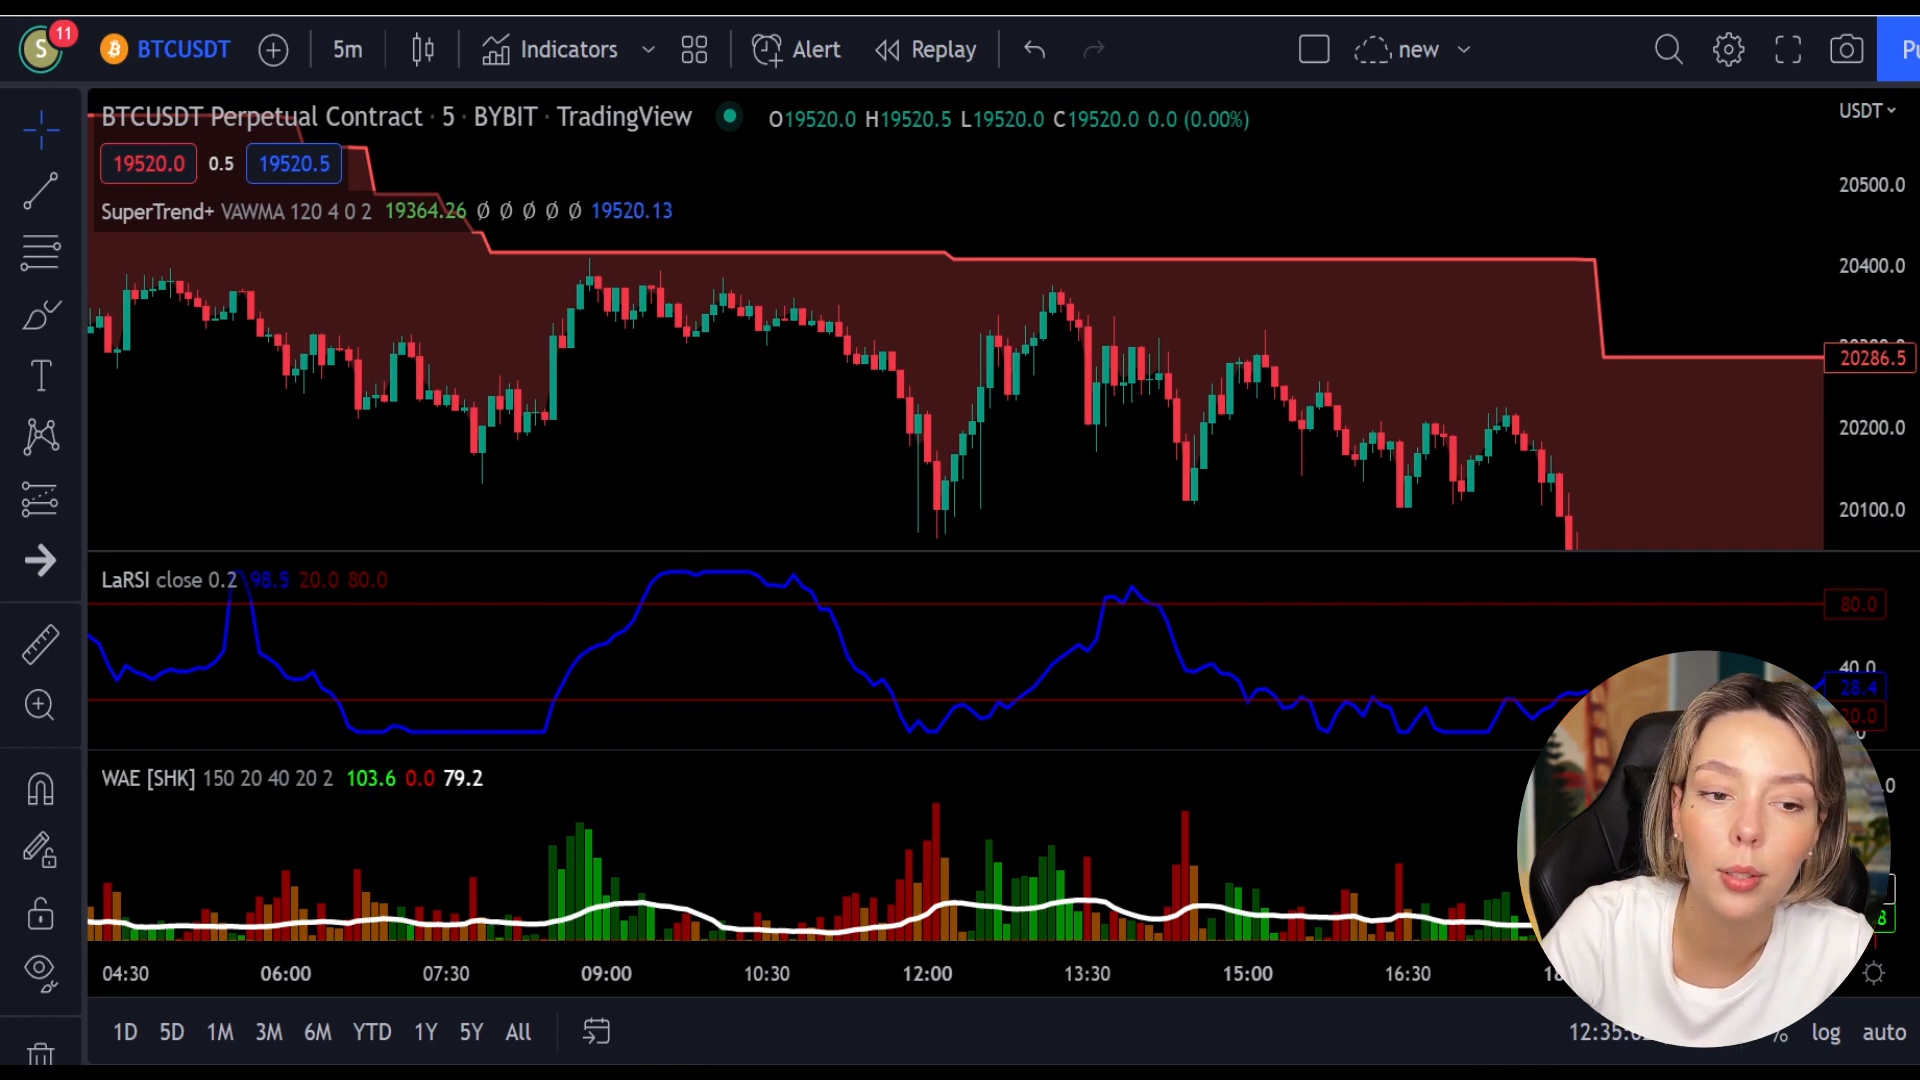 S 11 BTCUSDT 5m Indicators Alert Replay new
BTCUSDT Perpetual Contract · 5 · BYBIT · TradingView O19520.0 H19520.5 L19520.0 C19520.0 0.0 (0.00%) USDT
19520.0 0.5 19520.5
20500.0
SuperTrend+ VAWMA 120 4 0 2 19364.26 Ø Ø Ø Ø Ø 19520.13
20400.0
20286.5
20200.0
20100.0
LaRSI close 0.2 98.5 20.0 80.0
80.0
40.0
28.4
WAE [SHK] 150 20 40 20 2 103.6 0.0 79.2
04:30 06:00 07:30 09:00 10:30 12:00 13:30 15:00 16:30
1D 5D 1M 3M 6M YTD 1Y 5Y All
% log auto